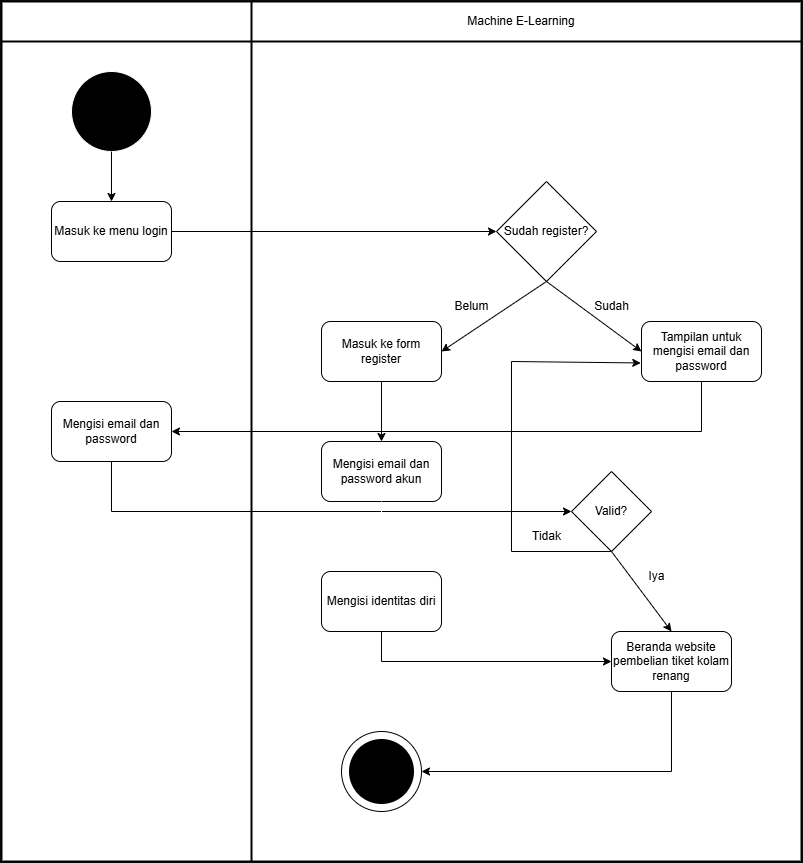 Machine E-Learning
Masuk ke menu login
Sudah register?
Belum
Sudah
Masuk ke form
register
Tampilan untuk
mengisi email dan
password
Mengisi email dan
password
Mengisi email dan
password akun
Valid?
Tidak
Iya
Mengisi identitas diri
Beranda website
pembelian tiket kolam
renang